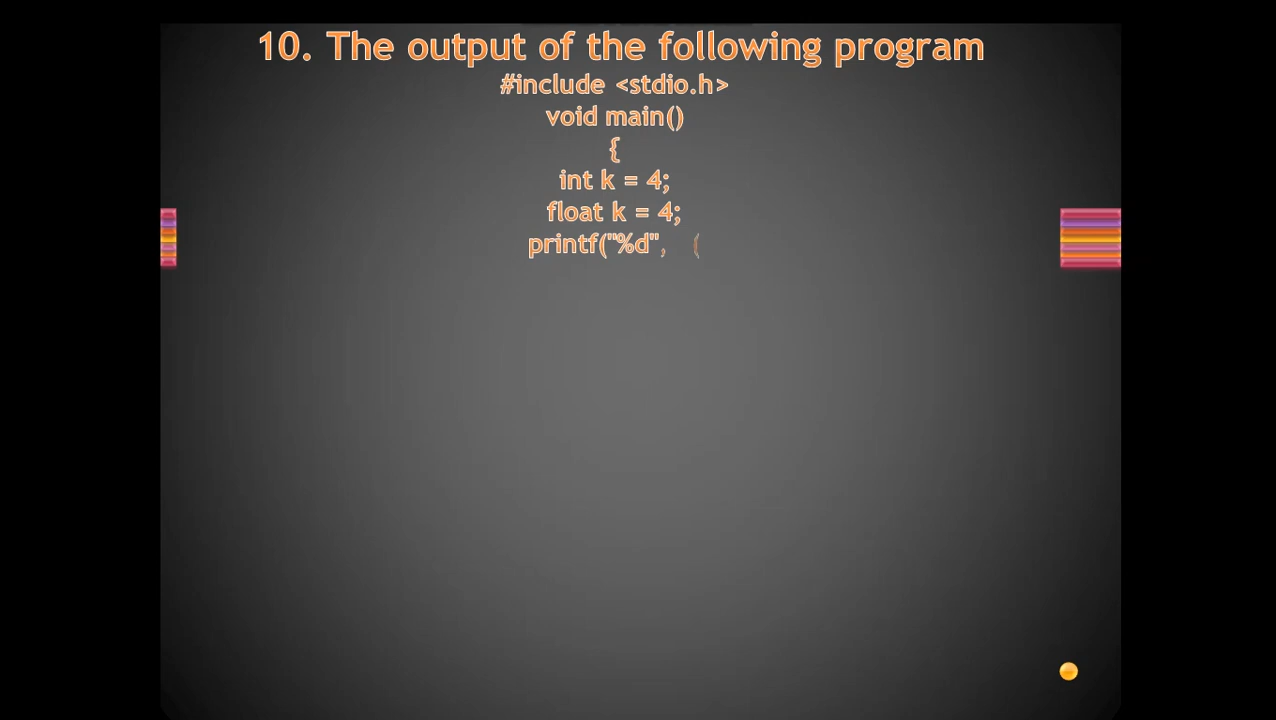 10. The output of the following program
#include <stdio.h>
void main()
{
int k = 4;
float k = 4;
printf("%d", (